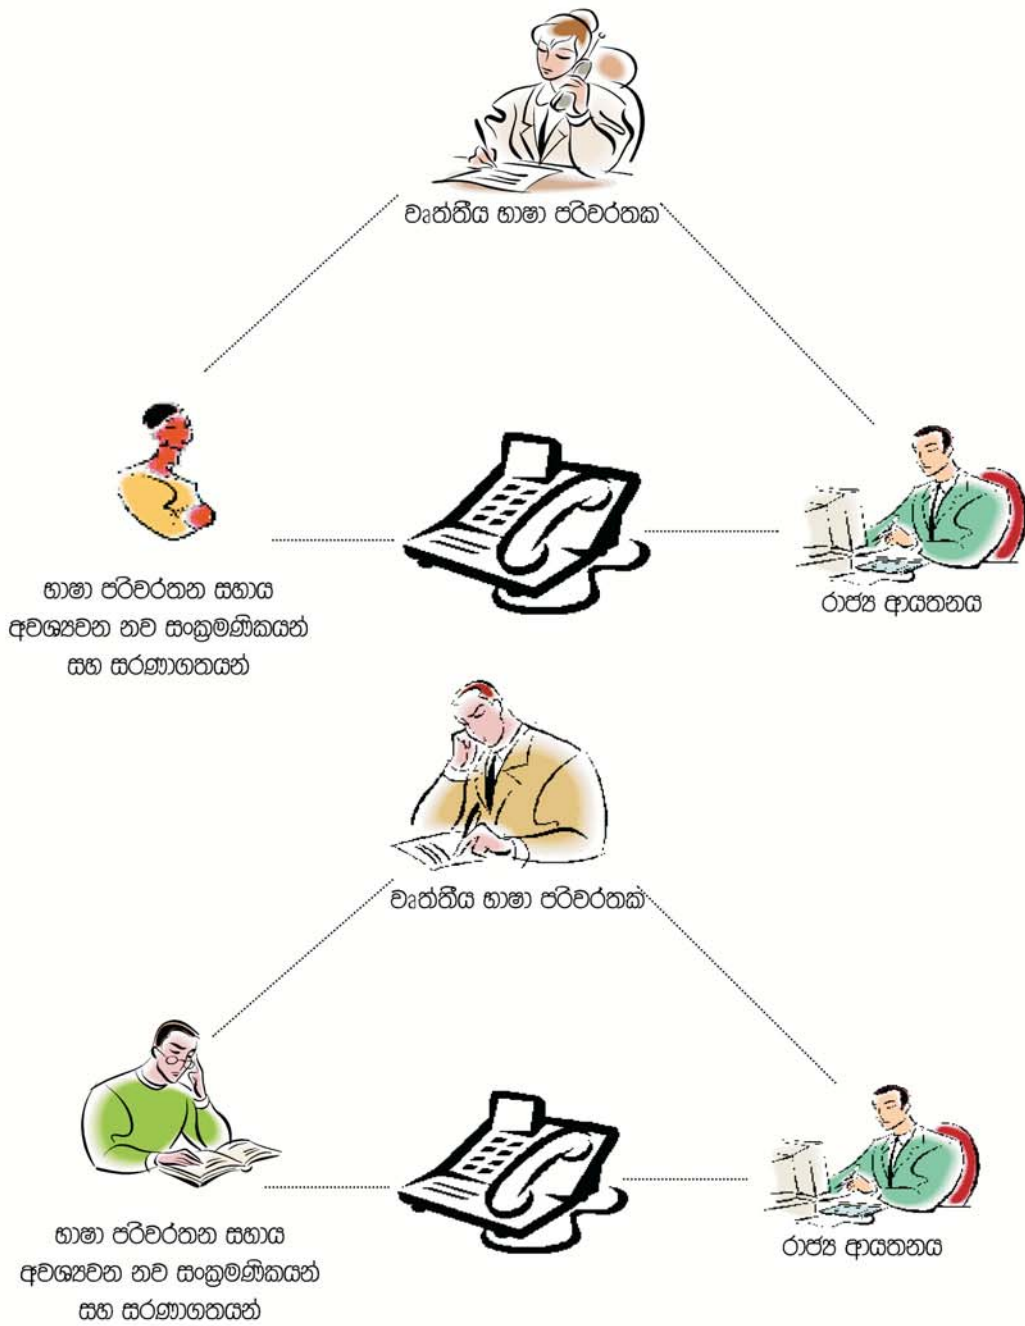 වෘත්තීය භාෂා පරිවර්තක
භාෂා පරිවර්තන සහාය
අවශ්‍යවන නව සංක්‍රමණිකයන්
සහ සරණාගතයන්
රාජ්‍ය ආයතනය
වෘත්තීය භාෂා පරිවර්තක
භාෂා පරිවර්තන සහාය
අවශ්‍යවන නව සංක්‍රමණිකයන්
සහ සරණාගතයන්
රාජ්‍ය ආයතනය